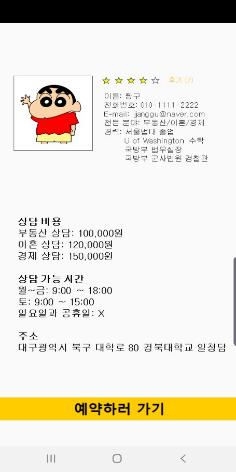 ☆☆☆☆☆ 후기 (2)
이름: 짱구
전화번호: 010-1111-2222
E-mail: janggu@naver.com
전문 분야: 부동산/이혼/경제
경력: 서울법대 졸업
U of Washington 수학
국방부 법무실장
국방부 군사법원 검찰관
상담 비용
부동산 상담: 100,000원
이혼 상담: 120,000원
경제 상담: 150,000원
상담 가능 시간
월~금: 9:00 ~ 18:00
토: 9:00 ~ 15:00
일요일과 공휴일: X
주소
대구광역시 북구 대학로 80 경북대학교 일청담
예약하러 가기